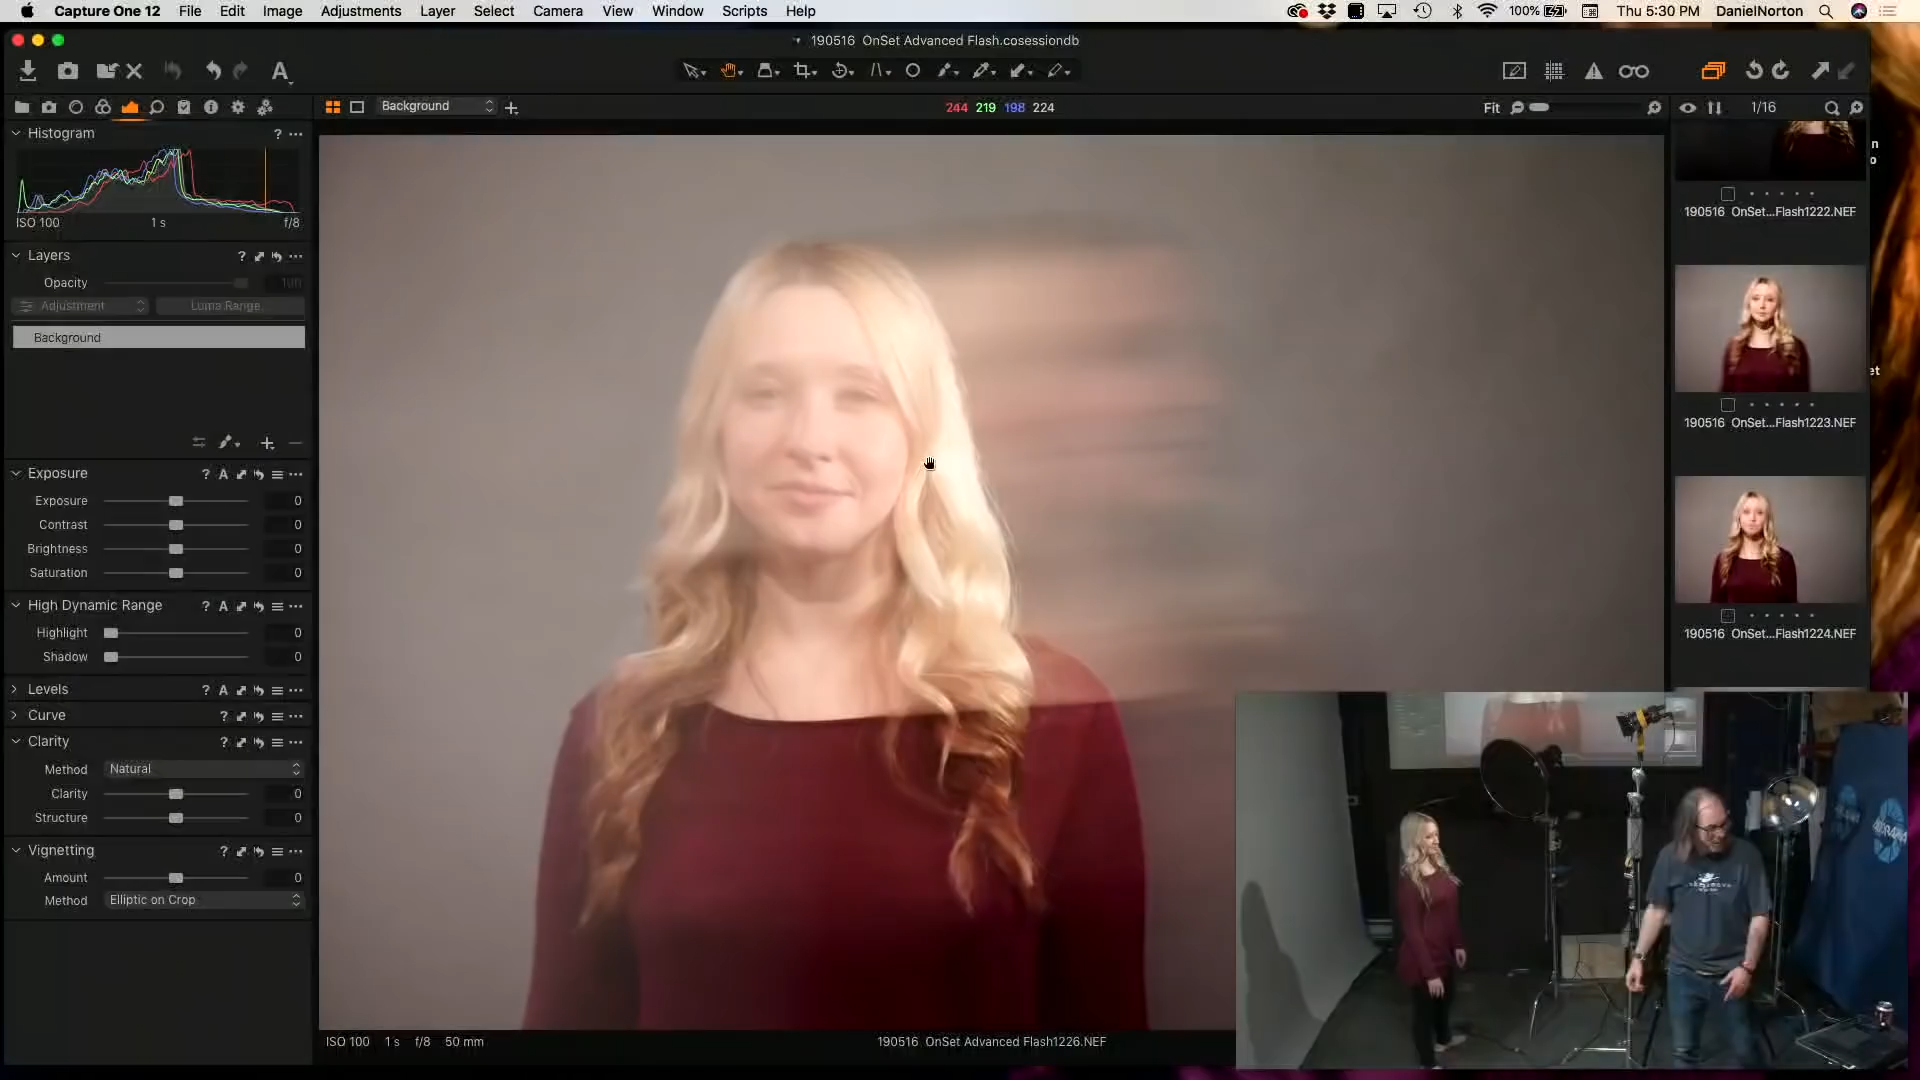 Capture One 12 File Edit Image Adjustments Layer Select Camera View Window Scripts Help 100% Thu 5:30 PM DanielNorton
190516 OnSet Advanced Flash.cosessiondb
A
Background 244 219 198 224 Fit 1/16
Histogram ? ...
ISO 100 1 s f/8
Layers ? ...
Opacity 100
Adjustment Luma Range
Background
Exposure ? A ...
Exposure 0
Contrast 0
Brightness 0
Saturation 0
High Dynamic Range ? A ...
Highlight 0
Shadow 0
Levels ? A ...
Curve ? ...
Clarity ? ...
Method Natural
Clarity 0
Structure 0
Vignetting ? ...
Amount 0
Method Elliptic on Crop
190516 OnSet...Flash1222.NEF
190516 OnSet...Flash1223.NEF
190516 OnSet...Flash1224.NEF
n
o
et
ISO 100 1 s f/8 50 mm 190516 OnSet Advanced Flash1226.NEF